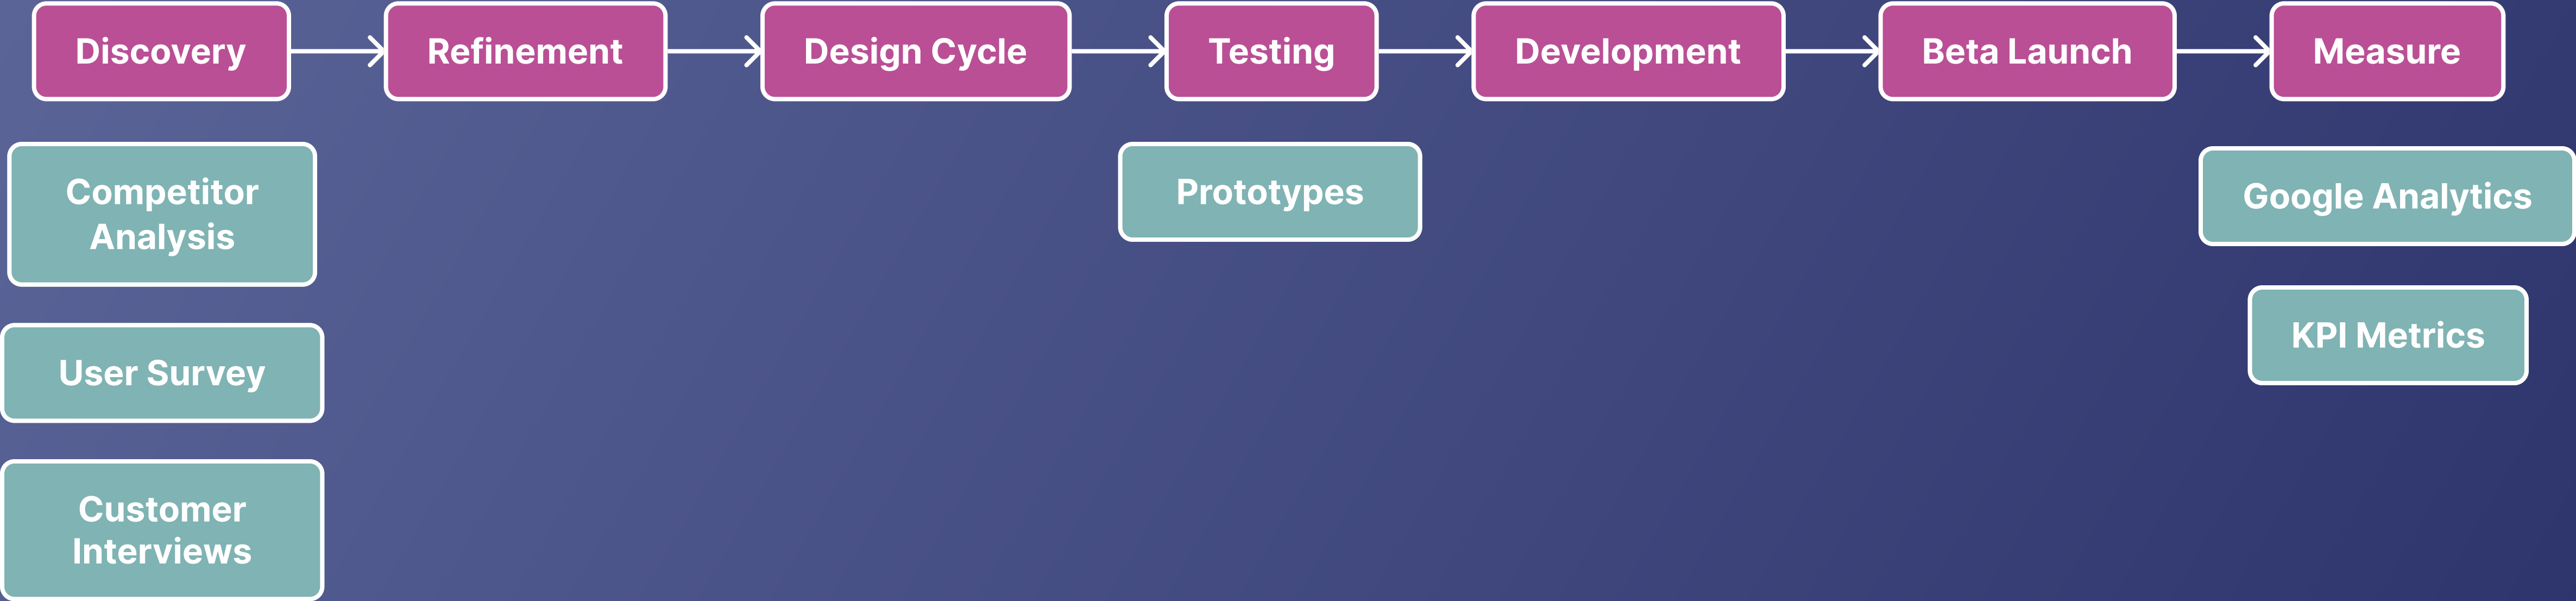 Discovery
Refinement
Design Cycle
Testing
Development
Beta Launch
Measure
Competitor
Analysis
User Survey
Customer
Interviews
Prototypes
Google Analytics
KPI Metrics